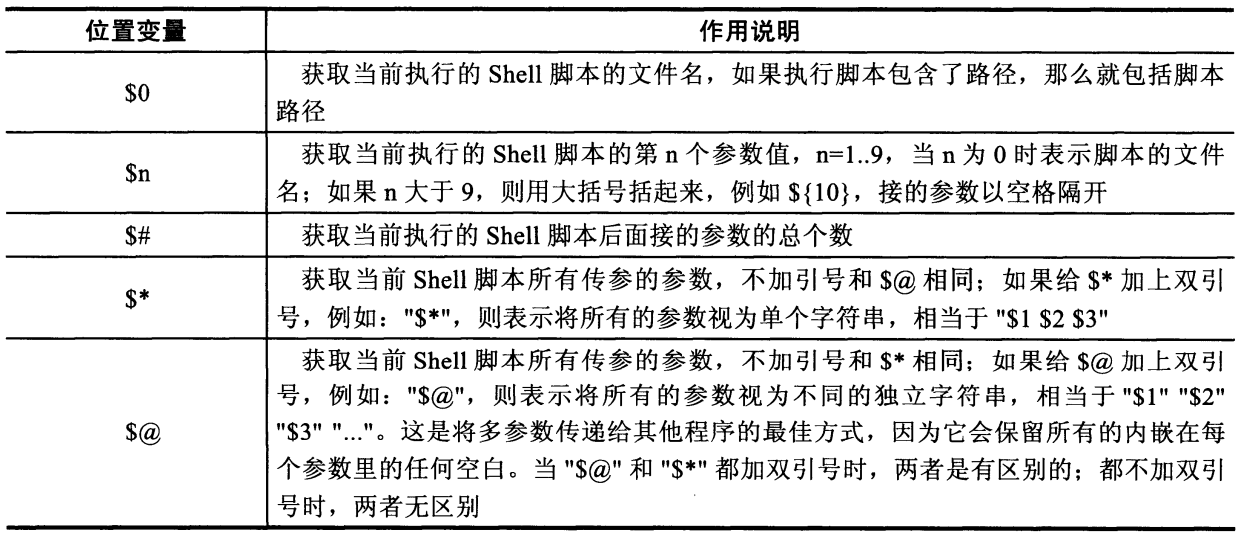 位置变量 作用说明
$0 获取当前执行的 Shell 脚本的文件名，如果执行脚本包含了路径，那么就包括脚本
路径
$n 获取当前执行的 Shell 脚本的第 n 个参数值，n=1..9，当 n 为 0 时表示脚本的文件
名；如果 n 大于 9，则用大括号括起来，例如 ${10}，接的参数以空格隔开
$# 获取当前执行的 Shell 脚本后面接的参数的总个数
$* 获取当前 Shell 脚本所有传参的参数，不加引号和 $@ 相同；如果给 $* 加上双引
号，例如："$*"，则表示将所有的参数视为单个字符串，相当于 "$1 $2 $3"
$@ 获取当前 Shell 脚本所有传参的参数，不加引号和 $* 相同；如果给 $@ 加上双引
号，例如："$@"，则表示将所有的参数视为不同的独立字符串，相当于 "$1" "$2"
"$3" "..."。这是将多参数传递给其他程序的最佳方式，因为它会保留所有的内嵌在每
个参数里的任何空白。当 "$@" 和 "$*" 都加双引号时，两者是有区别的；都不加双引
号时，两者无区别